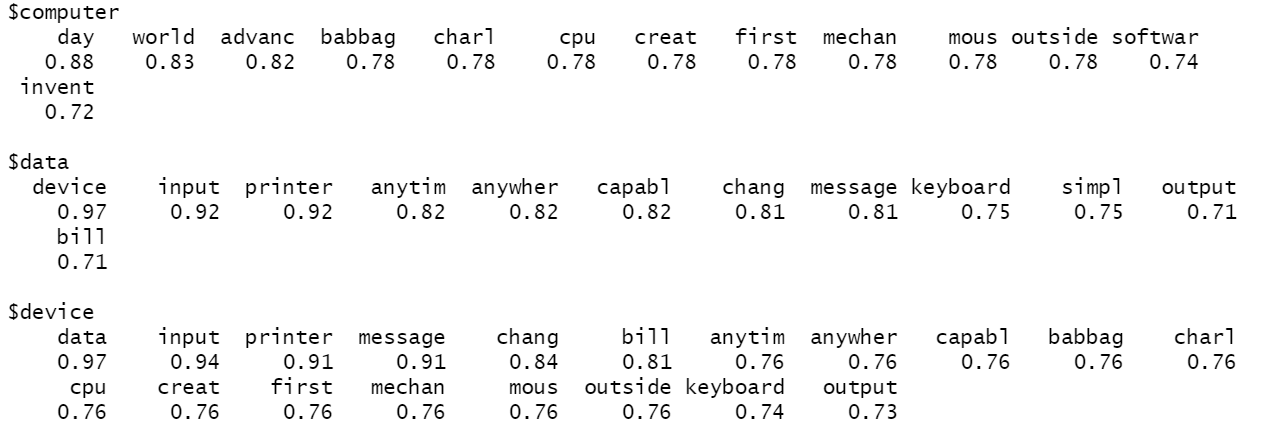 $computer
day world advanc babbag charl cpu creat first mechan mous outside softwar
0.88 0.83 0.82 0.78 0.78 0.78 0.78 0.78 0.78 0.78 0.78 0.74
invent
0.72
$data
device input printer anytim anywher capabl chang message keyboard simpl output
0.97 0.92 0.92 0.82 0.82 0.82 0.81 0.81 0.75 0.75 0.71
bill
0.71
$device
data input printer message chang bill anytim anywher capabl babbag charl
0.97 0.94 0.91 0.91 0.84 0.81 0.76 0.76 0.76 0.76 0.76
cpu creat first mechan mous outside keyboard output
0.76 0.76 0.76 0.76 0.76 0.76 0.74 0.73